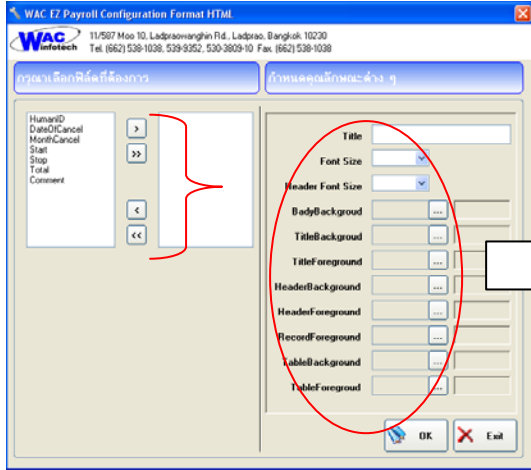 WAC EZ Payroll Configuration Format HTML
WAC infotech
11/587 Moo 10, Ladpraowanghin Rd., Ladprao, Bangkok 10230
Tel. (662) 538-1038, 539-9352, 530-3809-10 Fax. (662) 538-1038
กรุณาเลือกฟิล์ดที่ต้องการ
กำหนดคุณลักษณะต่าง ๆ
HumanID
DateOfCancel
MonthCancel
Start
Stop
Total
Comment
>
>>
<
<<
Title
Font Size
Header Font Size
BadyBackgroud
TitleBackgroud
TitleForeground
HeaderBackground
HeaderForeground
RecordForeground
TableBackground
TableForegroud
...
...
...
...
...
...
...
...
OK
Exit